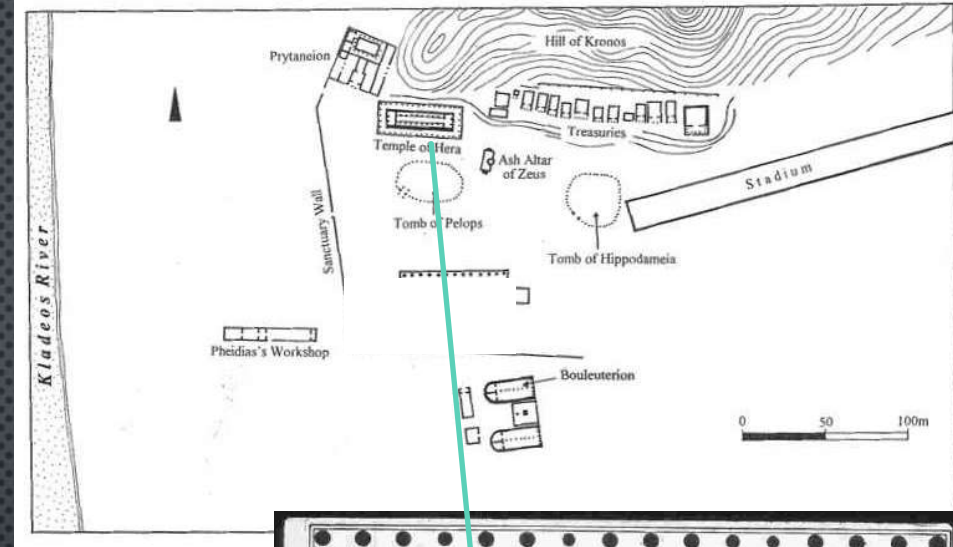 Hill of Kronos
Prytaneion
Treasuries
Temple of Hera
Ash Altar
of Zeus
Stadium
Tomb of Pelops
Sanctuary Wall
Tomb of Hippodameia
Kladeos River
Pheidias's Workshop
Bouleuterion
0 50 100m